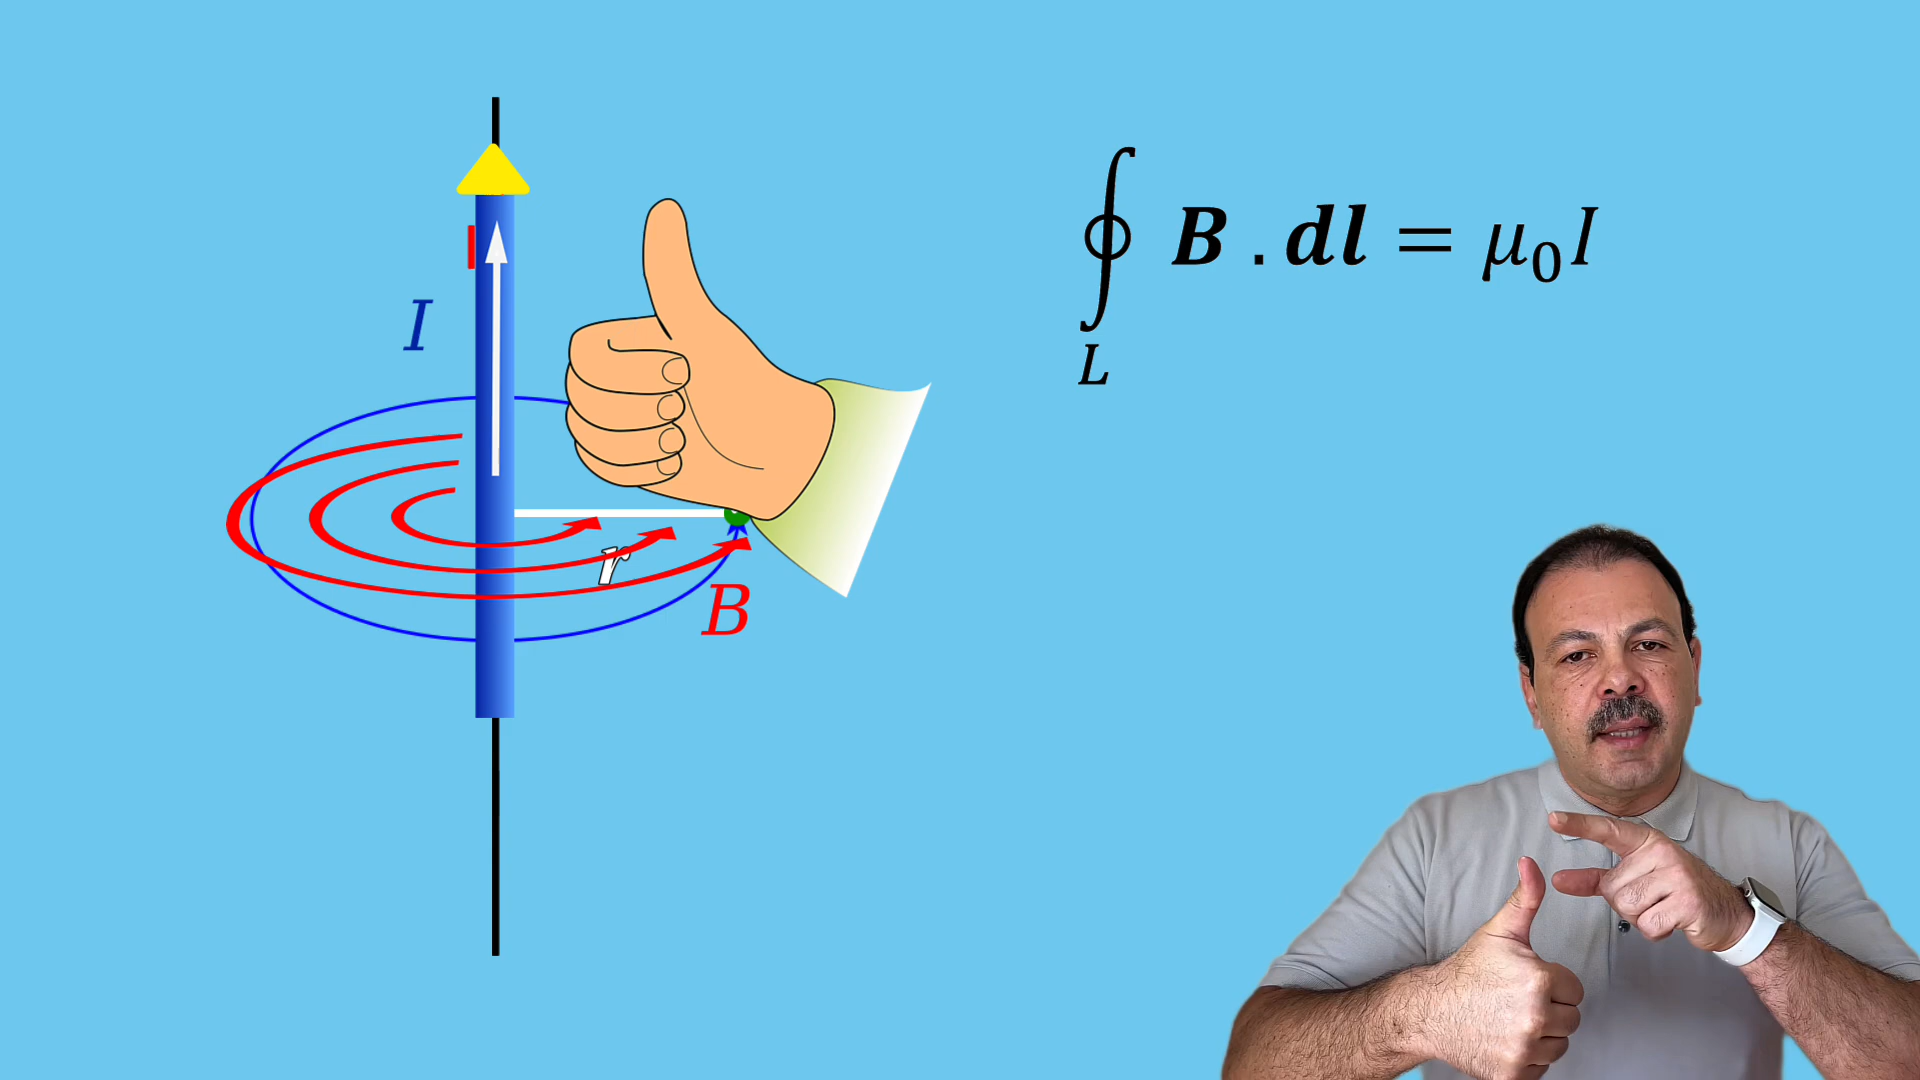 I
I
r
B
∮ B . dl = μ₀I
L